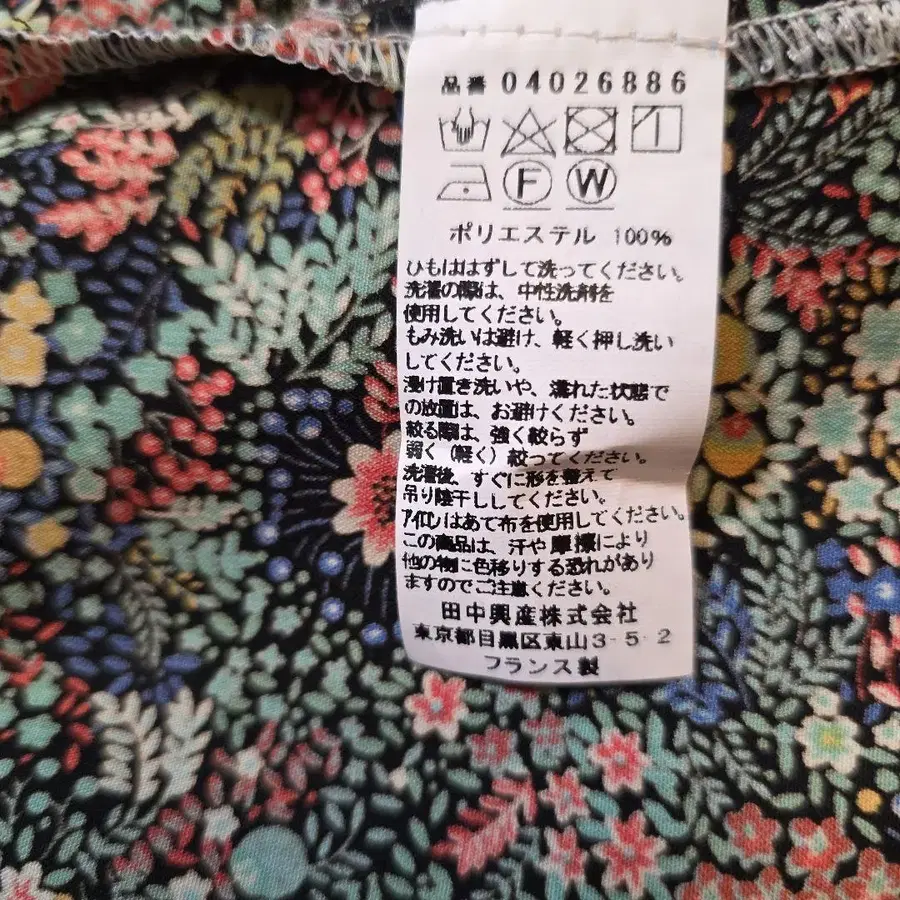 品番 04026886
F W
ポリエステル 100%
ひもははずして洗ってください。
洗濯の際は、中性洗剤を
使用してください。
もみ洗いは避け、軽く押し洗い
してください。
浸け置き洗いや、濡れた状態で
の放置は、お避けください。
絞る際は、強く絞らず
弱く（軽く）絞ってください。
洗濯後、すぐに形を整えて
吊り陰干ししてください。
アイロンはあて布を使用してください。
この商品は、汗や摩擦により
他の物に色移りする恐れがあり
ますのでご注意ください。
田中興産株式会社
東京都目黒区東山3-5-2
フランス製